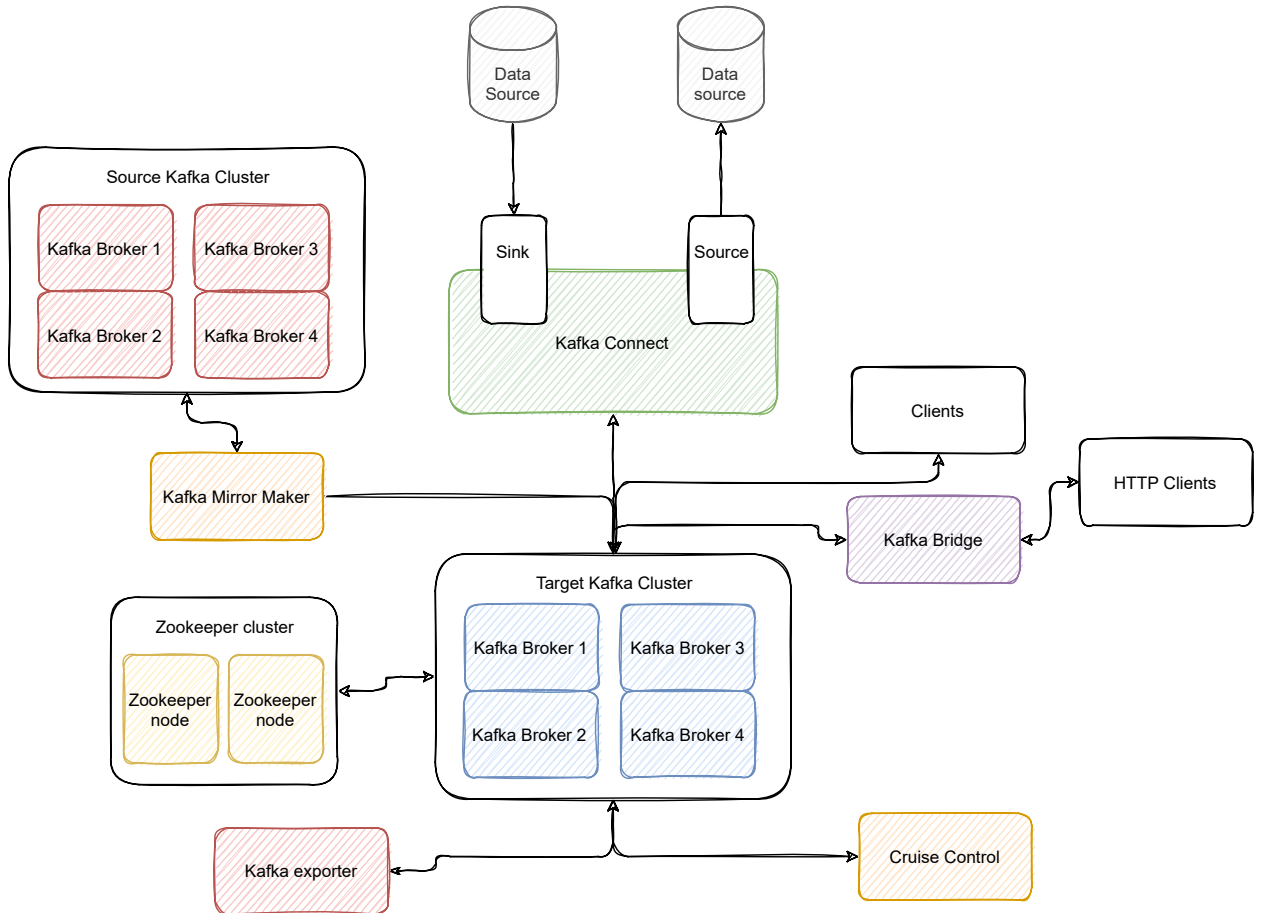 Data
Source
Data
source
Source Kafka Cluster
Kafka Broker 1
Kafka Broker 3
Kafka Broker 2
Kafka Broker 4
Sink
Source
Kafka Connect
Clients
HTTP Clients
Kafka Mirror Maker
Kafka Bridge
Target Kafka Cluster
Kafka Broker 1
Kafka Broker 3
Kafka Broker 2
Kafka Broker 4
Zookeeper cluster
Zookeeper
node
Zookeeper
node
Kafka exporter
Cruise Control